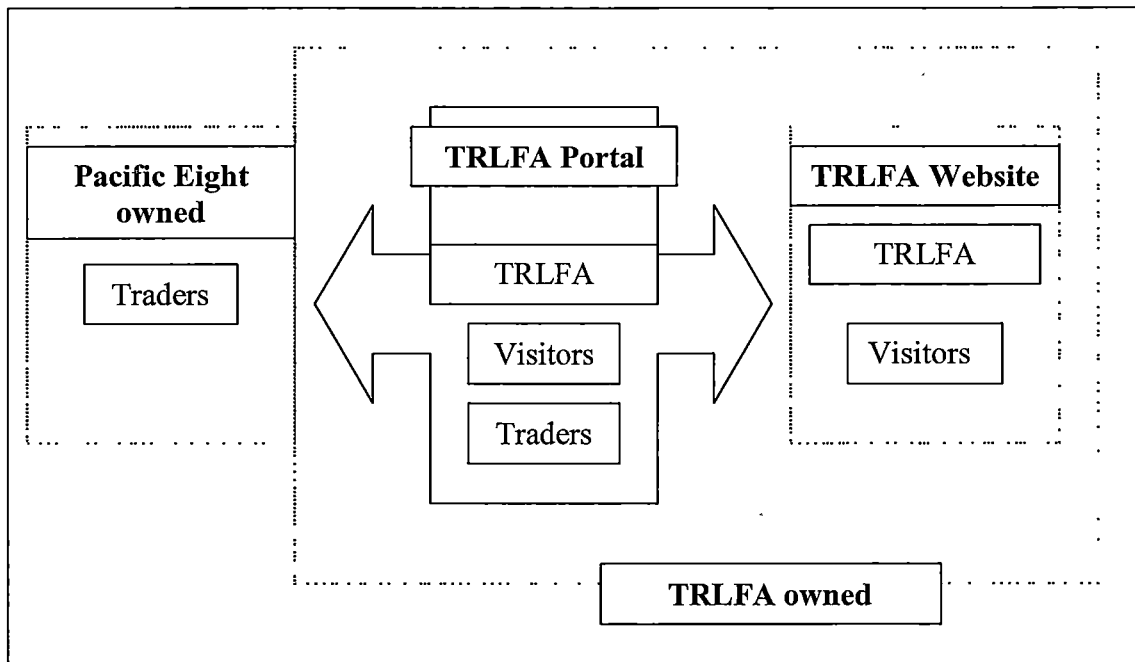 Pacific Eight
owned
Traders
TRLFA Portal
TRLFA
Visitors
Traders
TRLFA Website
TRLFA
Visitors
TRLFA owned